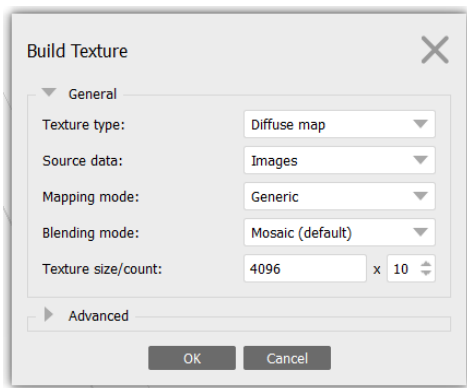 Build Texture
General
Texture type: Diffuse map
Source data: Images
Mapping mode: Generic
Blending mode: Mosaic (default)
Texture size/count: 4096 x 10
Advanced
OK Cancel